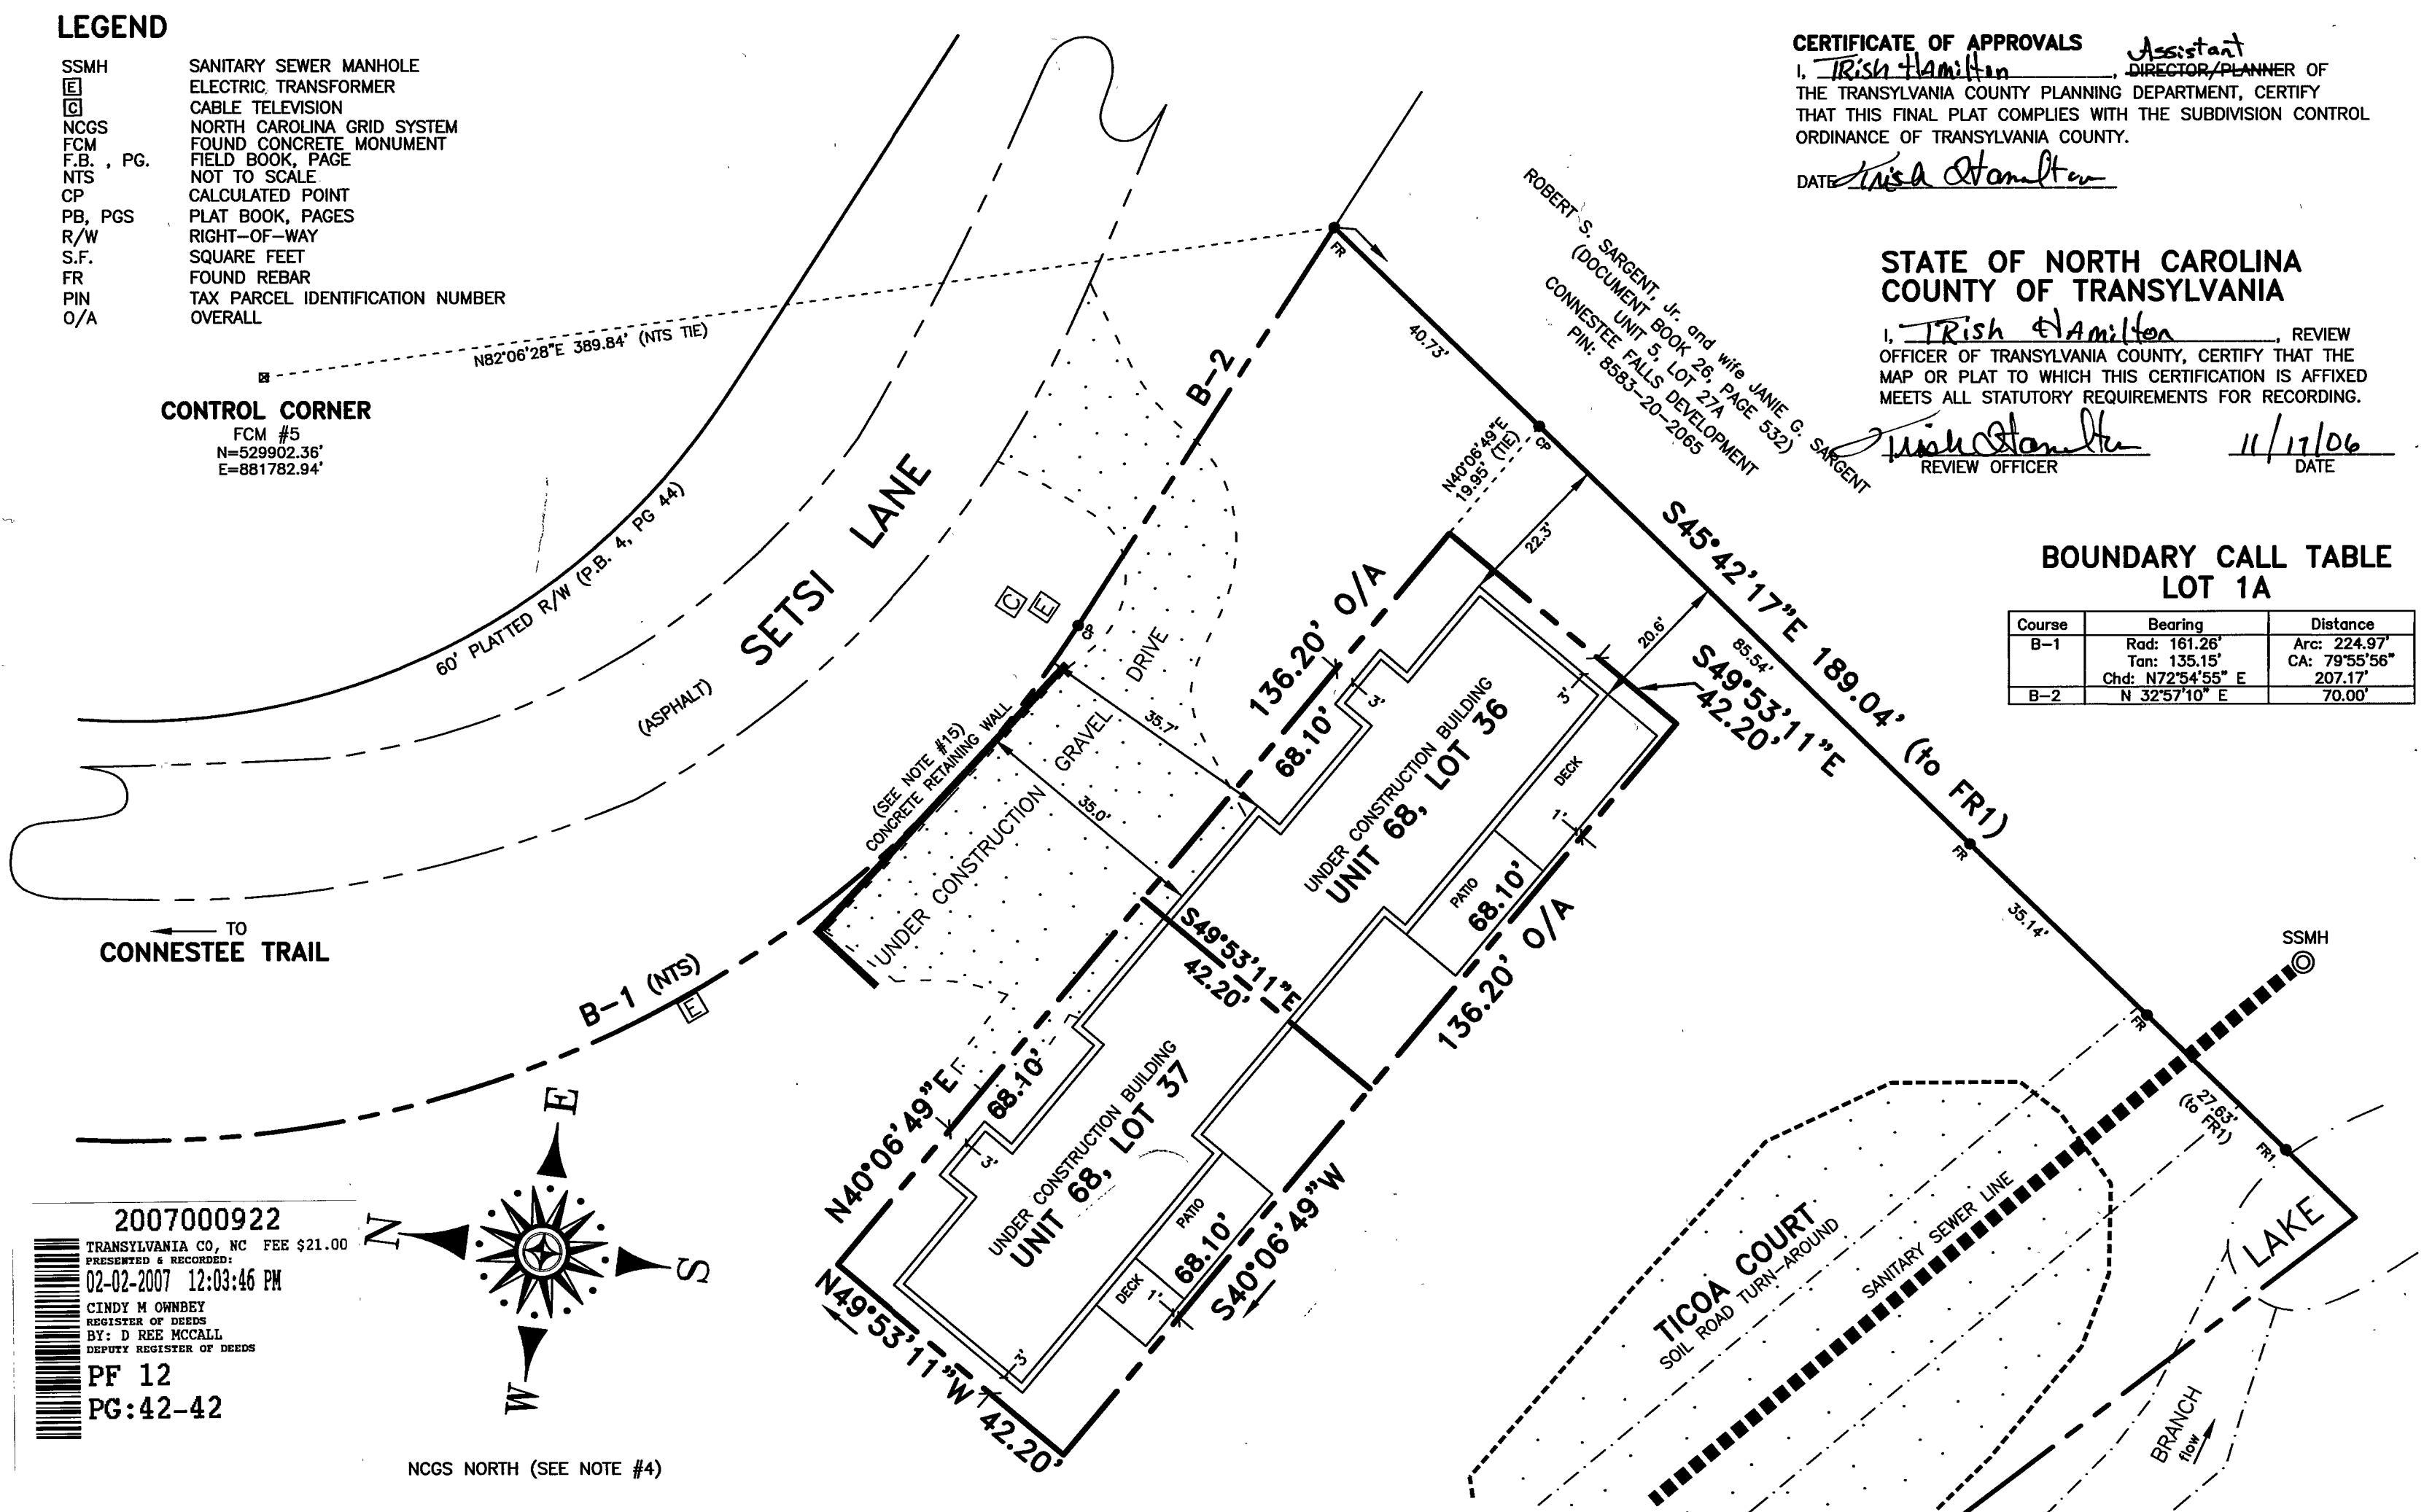 LEGEND
SSMH SANITARY SEWER MANHOLE
E ELECTRIC TRANSFORMER
C CABLE TELEVISION
NCGS NORTH CAROLINA GRID SYSTEM
FCM FOUND CONCRETE MONUMENT
F.B. , PG. FIELD BOOK, PAGE
NTS NOT TO SCALE
CP CALCULATED POINT
PB, PGS PLAT BOOK, PAGES
R/W RIGHT-OF-WAY
S.F. SQUARE FEET
FR FOUND REBAR
PIN TAX PARCEL IDENTIFICATION NUMBER
O/A OVERALL
N82°06'28"E 389.84' (NTS TIE)
CONTROL CORNER
FCM #5
N=529902.36'
E=881782.94'
60' PLATTED R/W (P.B. 4, PG 44)
SETSI LANE
(ASPHALT)
TO
CONNESTEE TRAIL
B-1 (NTS)
E
B-2
C
E
CP
(SEE NOTE #15)
CONCRETE RETAINING WALL
UNDER CONSTRUCTION
GRAVEL DRIVE
35.7'
35.0'
FR
40.73'
CP
N40°06'49"E
19.95' (TIE)
22.3'
20.6'
85.54'
S45°42'17"E 189.04' (to FR1)
S49°53'11"E
42.20'
ROBERT S. SARGENT, Jr. and wife JANIE G. SARGENT
(DOCUMENT BOOK 26, PAGE 532)
UNIT 5, LOT 27A
CONNESTEE FALLS DEVELOPMENT
PIN: 8583-20-2065
136.20' O/A
68.10'
3'
3'
UNDER CONSTRUCTION BUILDING
UNIT 68, LOT 36
DECK
1'
PATIO
68.10'
136.20' O/A
S49°53'11"E
42.20'
N40°06'49"E
68.10'
3'
UNDER CONSTRUCTION BUILDING
UNIT 68, LOT 37
PATIO
68.10'
DECK
1'
S40°06'49"W
3'
N49°53'11"W 42.20'
FR
35.14'
FR
27.63'
(to FR1)
FR1
SSMH
LAKE
TICOA COURT
SOIL ROAD TURN-AROUND
SANITARY SEWER LINE
BRANCH
flow
CERTIFICATE OF APPROVALS
Assistant
I, TRish HAmilton, DIRECTOR/PLANNER OF
THE TRANSYLVANIA COUNTY PLANNING DEPARTMENT, CERTIFY
THAT THIS FINAL PLAT COMPLIES WITH THE SUBDIVISION CONTROL
ORDINANCE OF TRANSYLVANIA COUNTY.
DATE Trish Hamilton
STATE OF NORTH CAROLINA
COUNTY OF TRANSYLVANIA
I, TRish HAmilton, REVIEW
OFFICER OF TRANSYLVANIA COUNTY, CERTIFY THAT THE
MAP OR PLAT TO WHICH THIS CERTIFICATION IS AFFIXED
MEETS ALL STATUTORY REQUIREMENTS FOR RECORDING.
Trish Hamilton 11/17/06
REVIEW OFFICER DATE
BOUNDARY CALL TABLE
LOT 1A
Course Bearing Distance
B-1 Rad: 161.26' Arc: 224.97'
Tan: 135.15' CA: 79°55'56"
Chd: N72°54'55" E 207.17'
B-2 N 32°57'10" E 70.00'
E
N
S
W
NCGS NORTH (SEE NOTE #4)
2007000922
TRANSYLVANIA CO, NC FEE $21.00
PRESENTED & RECORDED:
02-02-2007 12:03:46 PM
CINDY M OWNBEY
REGISTER OF DEEDS
BY: D REE MCCALL
DEPUTY REGISTER OF DEEDS
PF 12
PG:42-42